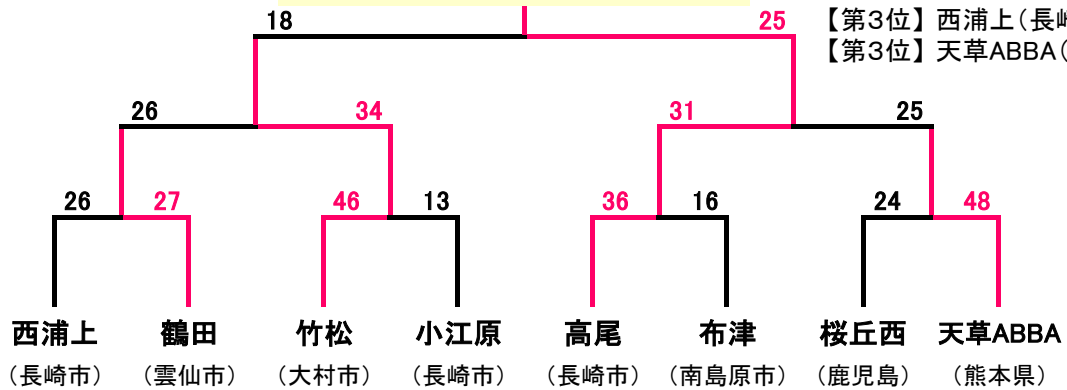 18 25 【第3位】 西浦上(長崎
【第3位】 天草ABBA(
26 34 31 25
26 27 46 13 36 16 24 48
西浦上 鶴田 竹松 小江原 高尾 布津 桜丘西 天草ABBA
(長崎市) (雲仙市) (大村市) (長崎市) (長崎市) (南島原市) (鹿児島) (熊本県)